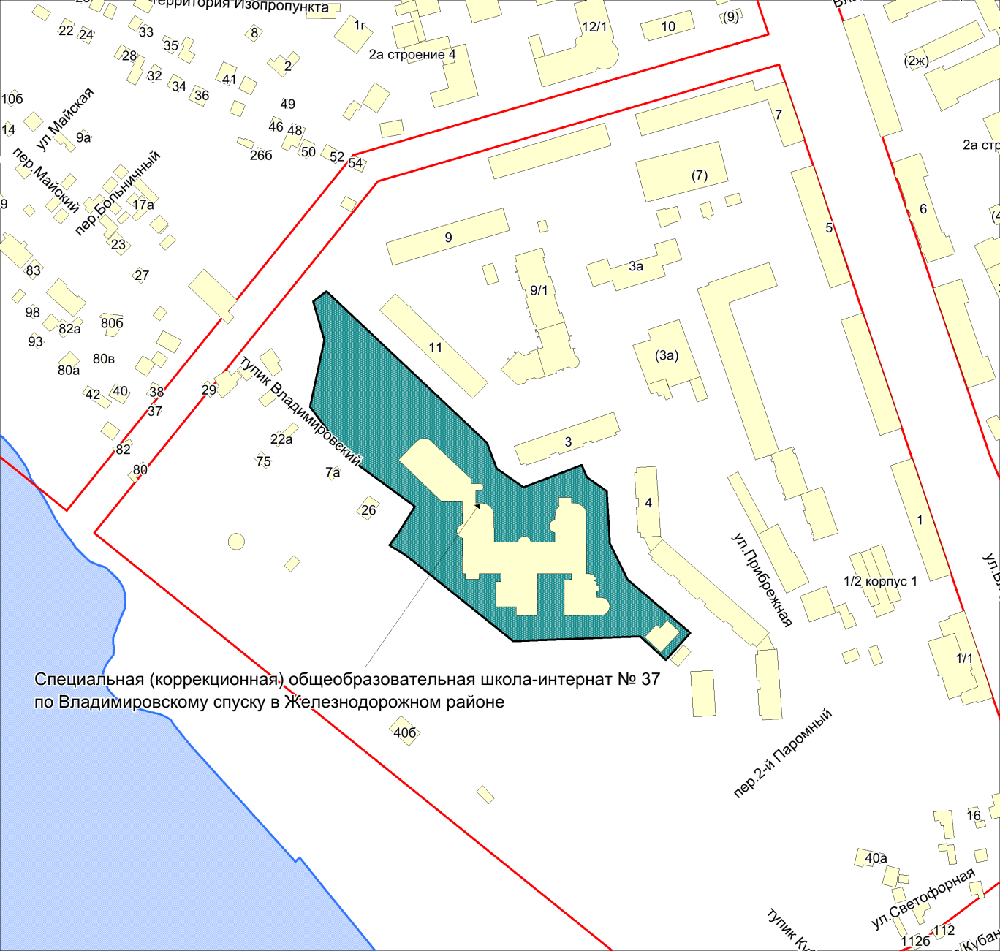 территория Изопропункта
22
24
33
35
28
32
34
36
41
8
2
1г
2а строение 4
12/1
10
(9)
(2ж)
10б
14
ул.Майская
9а
49
46
48
50
52
54
26б
7
(7)
2а стр
пер.Майский
пер.Больничный
17а
9
23
27
83
9
5
6
3а
9/1
98
82а
80б
93
80а
80в
11
(3а)
42
40
38
37
29
тупик Владимировский
22а
75
7а
82
80
26
3
4
1
ул.Прибрежная
1/2 корпус 1
1/1
Специальная (коррекционная) общеобразовательная школа-интернат № 37
по Владимировскому спуску в Железнодорожном районе
40б
пер.2-й Паромный
16
40а
ул.Светофорная
112
112б